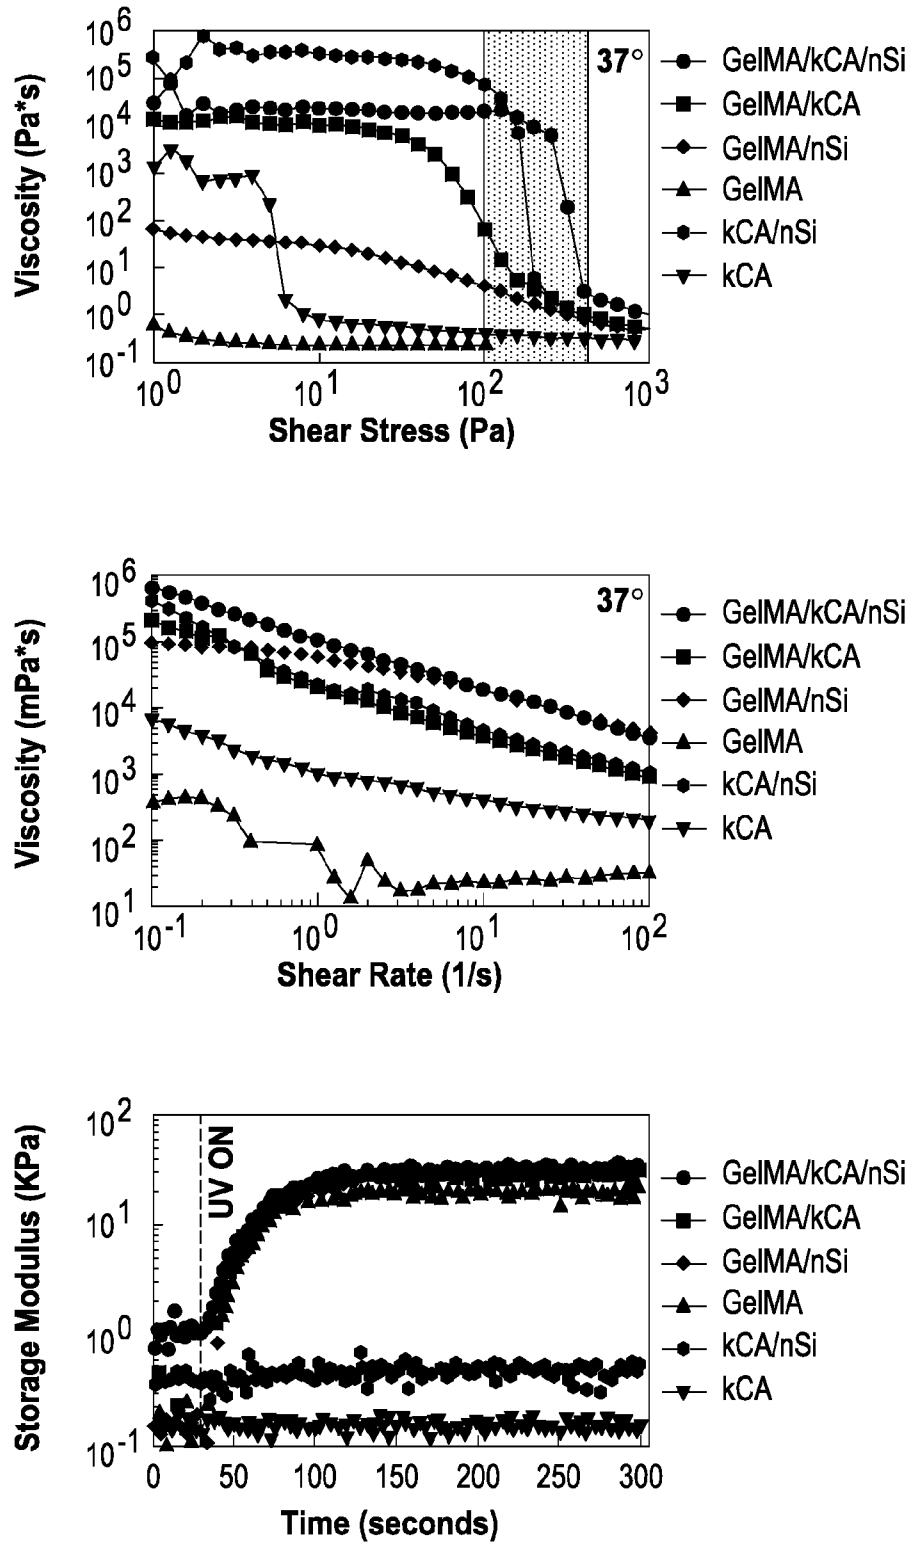 10^6
10^5
10^4
10^3
10^2
10^1
10^0
10^-1
Viscosity (Pa*s)
37°
10^0 10^1 10^2 10^3
Shear Stress (Pa)
GelMA/kCA/nSi
GelMA/kCA
GelMA/nSi
GelMA
kCA/nSi
kCA
10^6
10^5
10^4
10^3
10^2
10^1
Viscosity (mPa*s)
37°
10^-1 10^0 10^1 10^2
Shear Rate (1/s)
GelMA/kCA/nSi
GelMA/kCA
GelMA/nSi
GelMA
kCA/nSi
kCA
10^2
10^1
10^0
10^-1
Storage Modulus (KPa)
UV ON
0 50 100 150 200 250 300
Time (seconds)
GelMA/kCA/nSi
GelMA/kCA
GelMA/nSi
GelMA
kCA/nSi
kCA